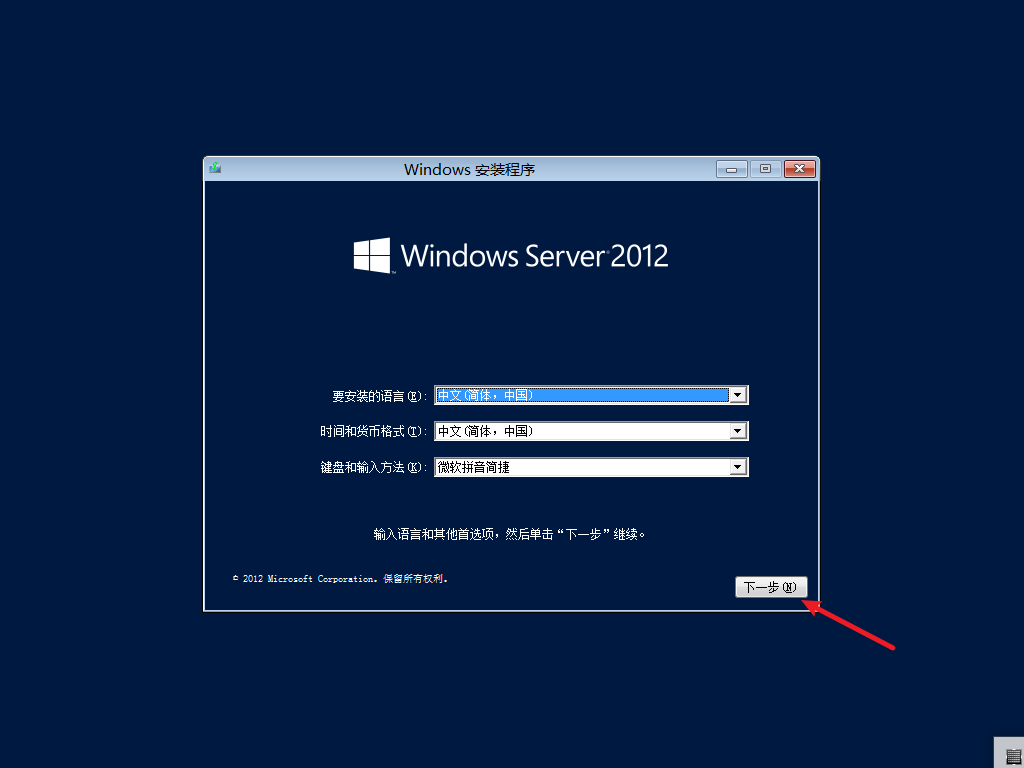 Windows 安装程序
Windows Server 2012
要安装的语言(E): 中文(简体，中国)
时间和货币格式(T): 中文(简体，中国)
键盘和输入方法(K): 微软拼音简捷
输入语言和其他首选项，然后单击“下一步”继续。
© 2012 Microsoft Corporation. 保留所有权利.
下一步(N)